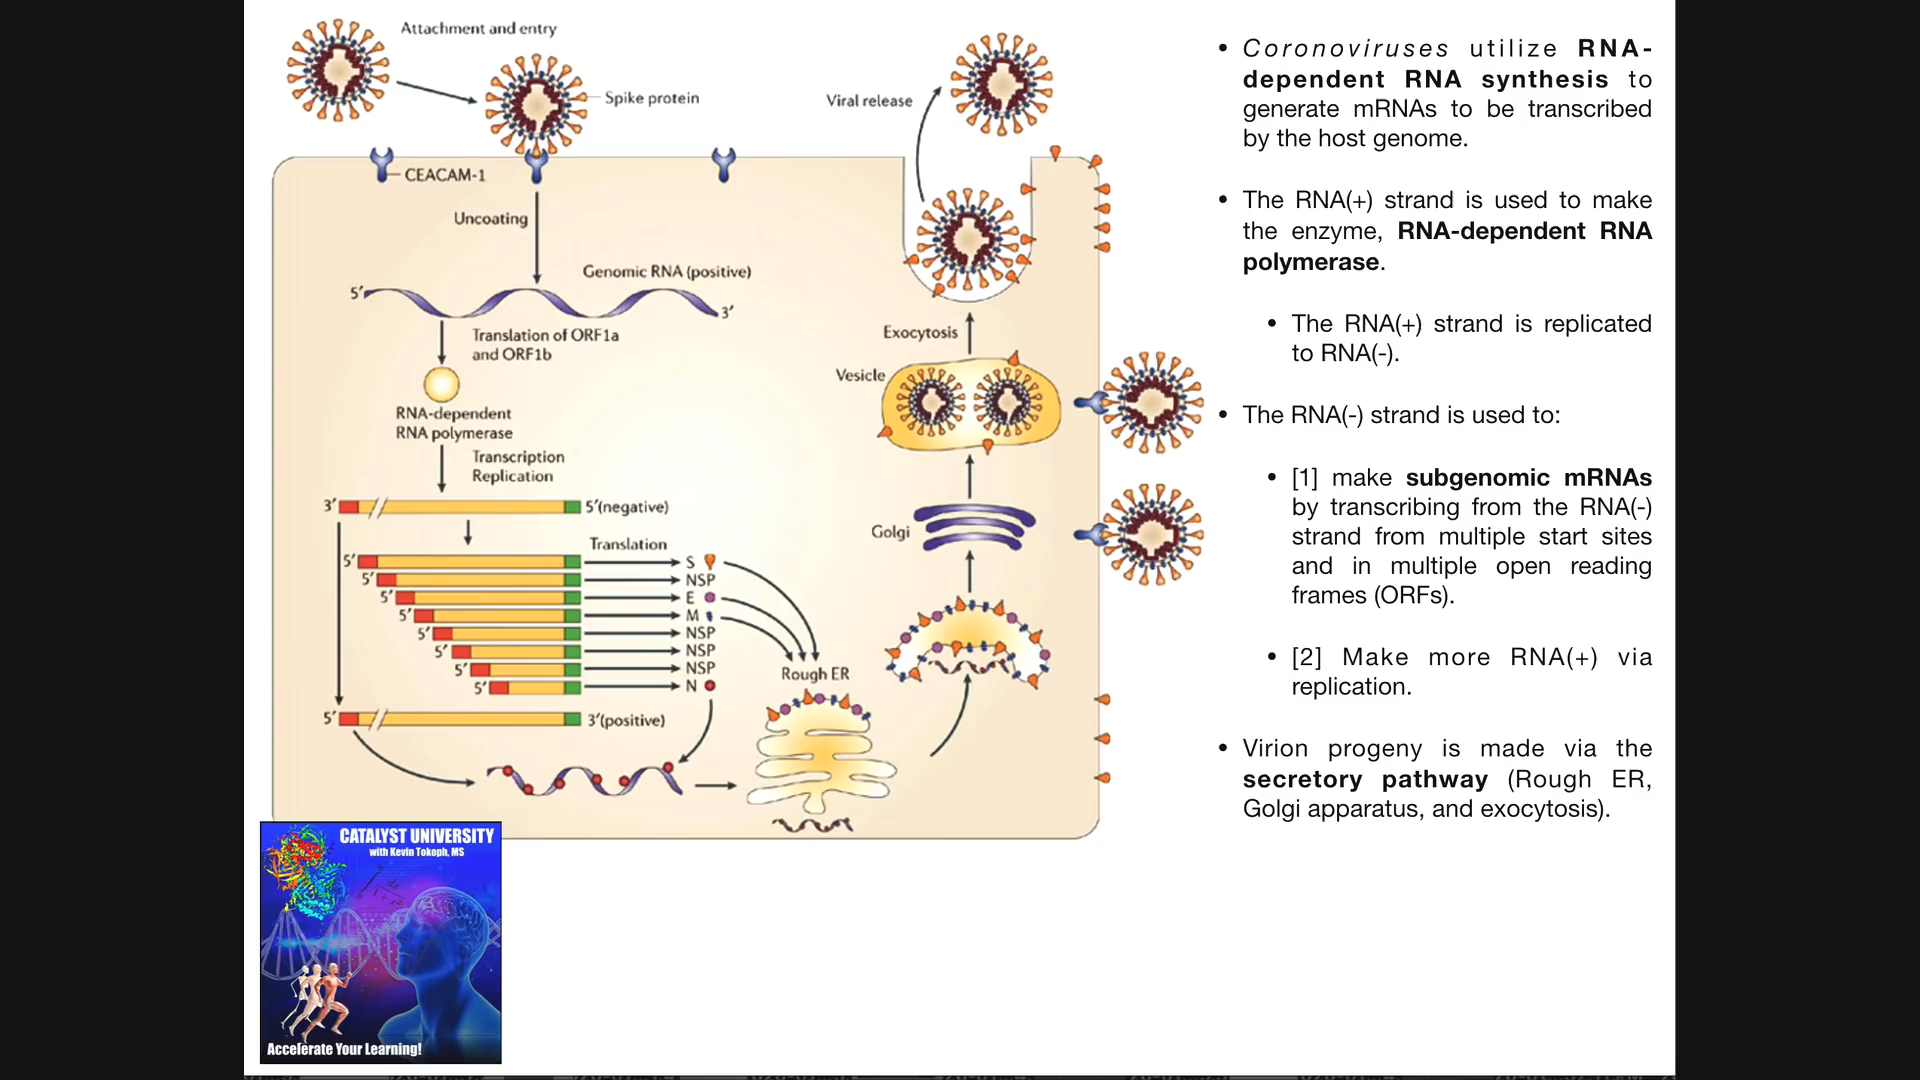 Attachment and entry
Spike protein
Viral release
CEACAM-1
Uncoating
Genomic RNA (positive)
5′
3′
Translation of ORF1a
and ORF1b
RNA-dependent
RNA polymerase
Transcription
Replication
3′
5′(negative)
Translation
5′ S
5′ NSP
5′ E
5′ M
5′ NSP
5′ NSP
5′ NSP
5′ N
5′
3′(positive)
Rough ER
Golgi
Vesicle
Exocytosis
• Coronoviruses utilize RNA-
dependent RNA synthesis to
generate mRNAs to be transcribed
by the host genome.
• The RNA(+) strand is used to make
the enzyme, RNA-dependent RNA
polymerase.
• The RNA(+) strand is replicated
to RNA(-).
• The RNA(-) strand is used to:
• [1] make subgenomic mRNAs
by transcribing from the RNA(-)
strand from multiple start sites
and in multiple open reading
frames (ORFs).
• [2] Make more RNA(+) via
replication.
• Virion progeny is made via the
secretory pathway (Rough ER,
Golgi apparatus, and exocytosis).
CATALYST UNIVERSITY
with Kevin Tokoph, MS
Accelerate Your Learning!